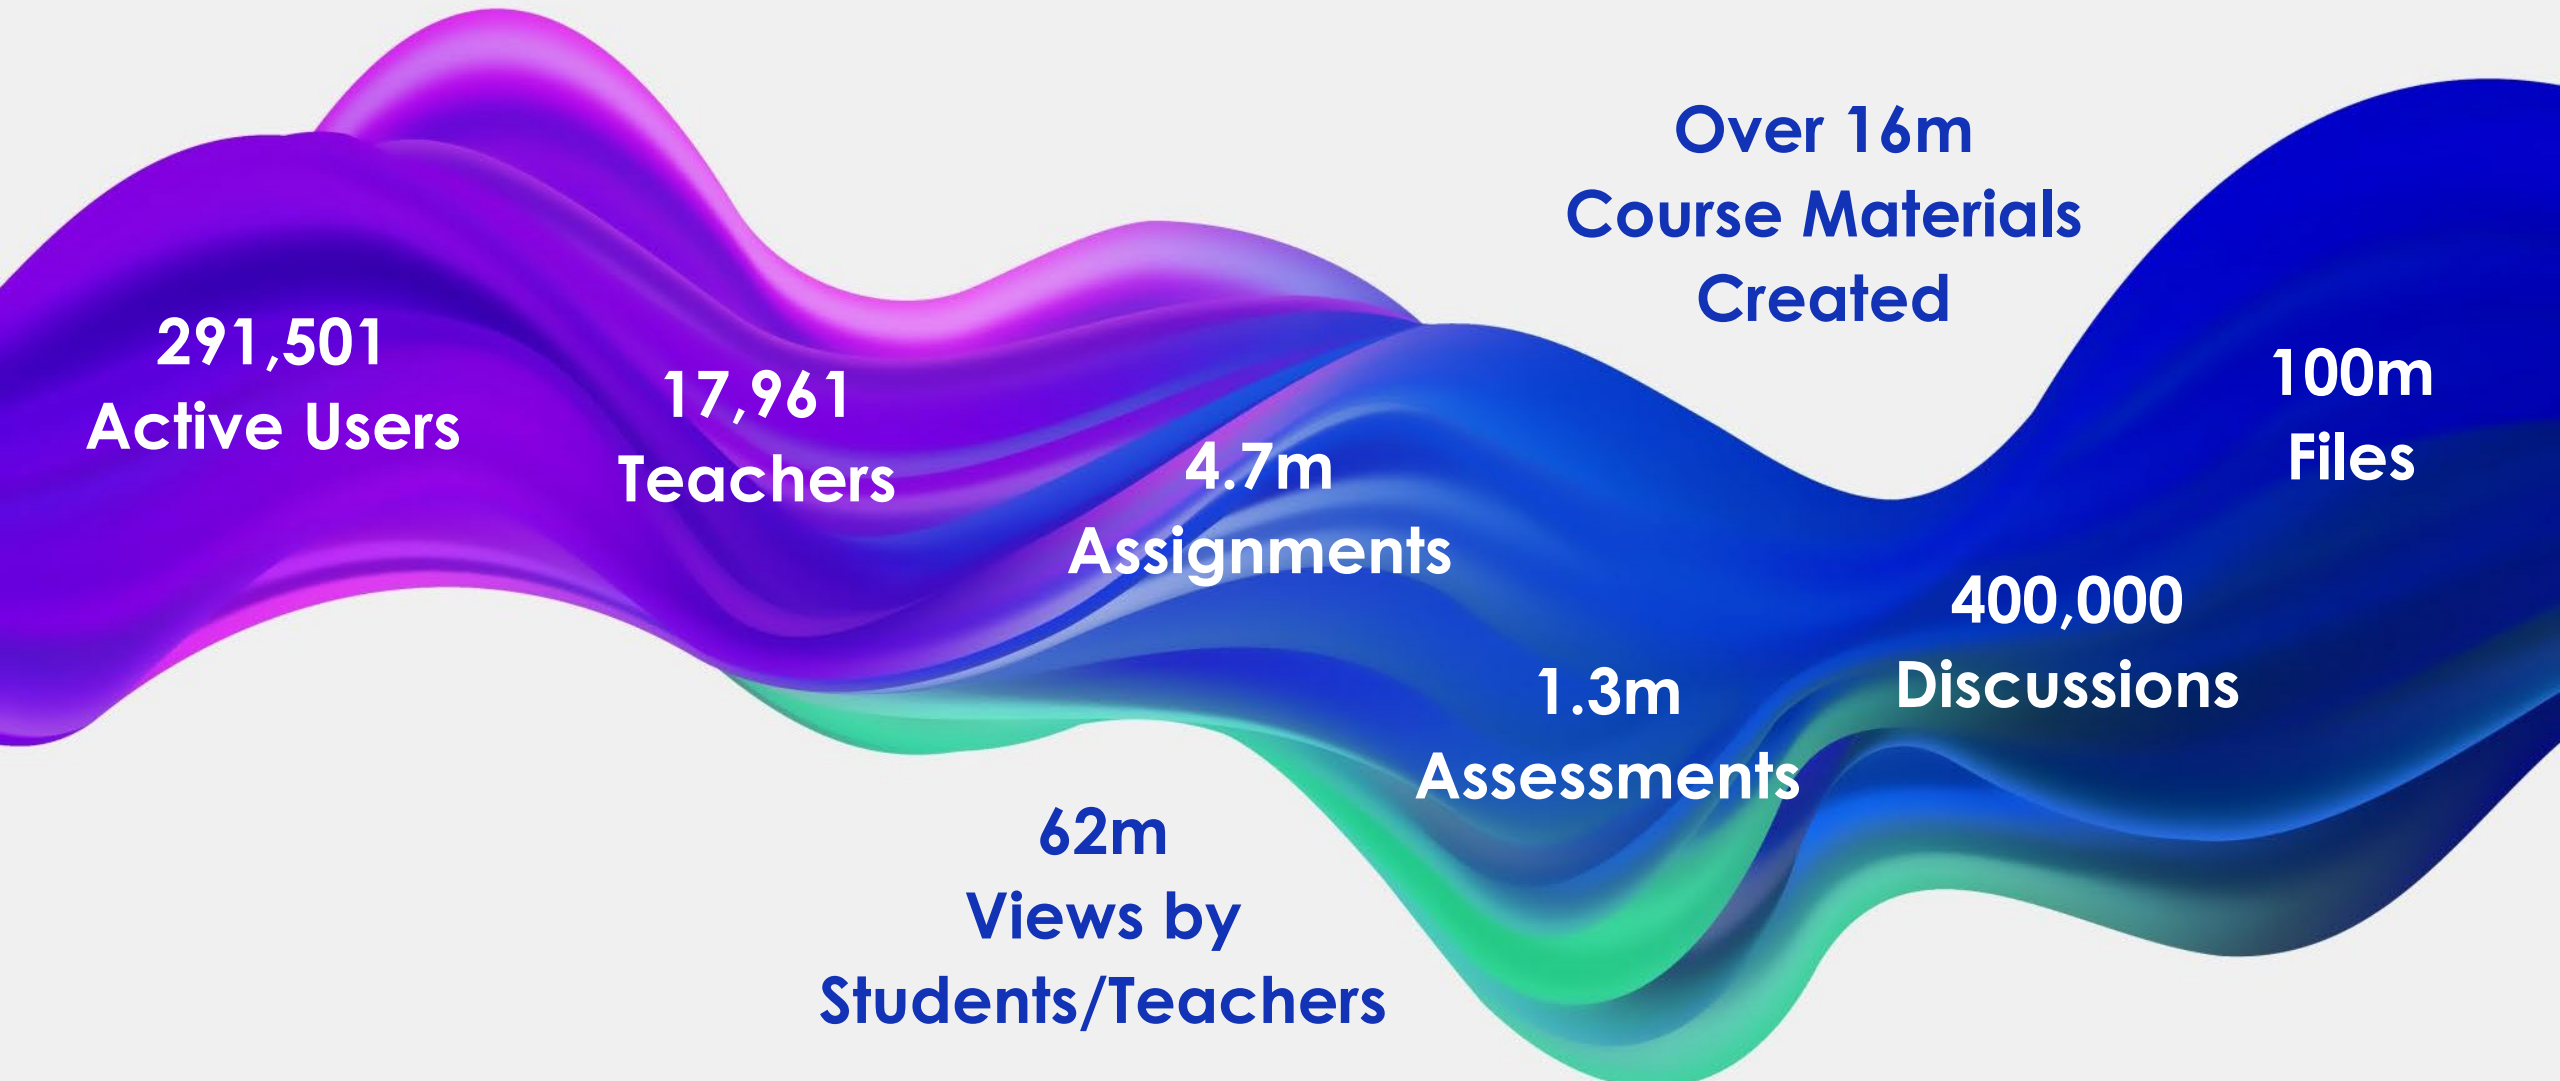 291,501
Active Users
17,961
Teachers
4.7m
Assignments
Over 16m
Course Materials
Created
62m
Views by
Students/Teachers
1.3m
Assessments
400,000
Discussions
100m
Files